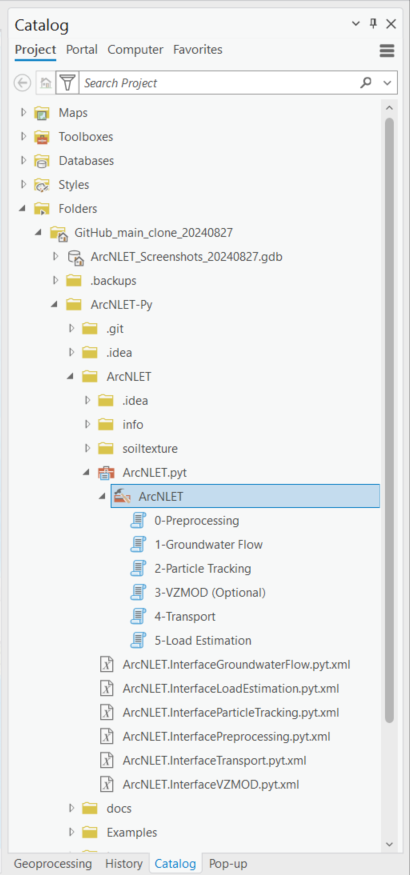 Catalog
Project Portal Computer Favorites
Search Project
Maps
Toolboxes
Databases
Styles
Folders
GitHub_main_clone_20240827
ArcNLET_Screenshots_20240827.gdb
.backups
ArcNLET-Py
.git
.idea
ArcNLET
.idea
info
soiltexture
ArcNLET.pyt
ArcNLET
0-Preprocessing
1-Groundwater Flow
2-Particle Tracking
3-VZMOD (Optional)
4-Transport
5-Load Estimation
ArcNLET.InterfaceGroundwaterFlow.pyt.xml
ArcNLET.InterfaceLoadEstimation.pyt.xml
ArcNLET.InterfaceParticleTracking.pyt.xml
ArcNLET.InterfacePreprocessing.pyt.xml
ArcNLET.InterfaceTransport.pyt.xml
ArcNLET.InterfaceVZMOD.pyt.xml
docs
Examples
Geoprocessing History Catalog Pop-up